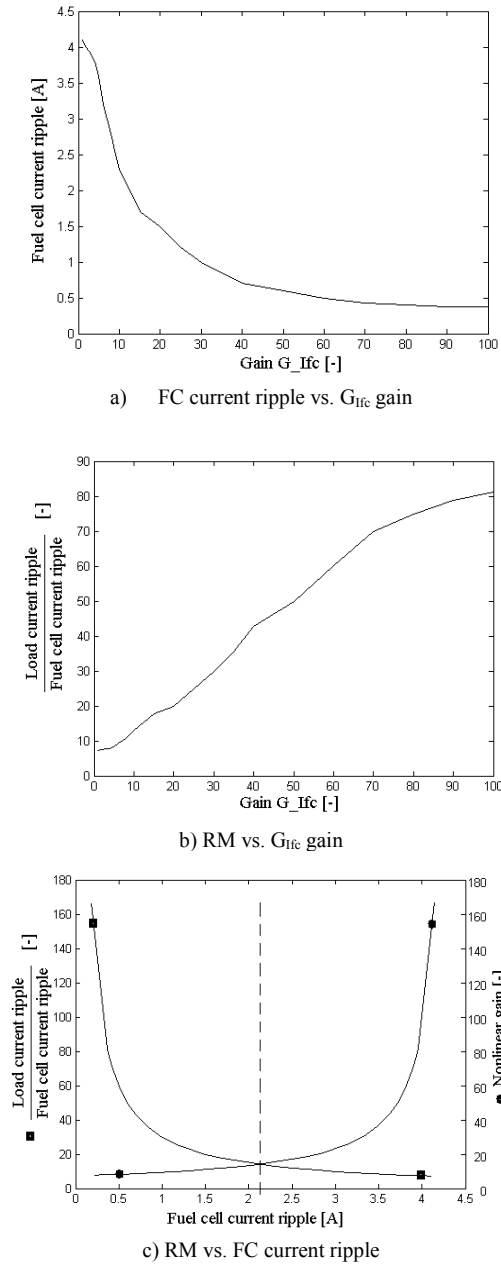 4.5
4
3.5
3
2.5
2
1.5
1
0.5
0
Fuel cell current ripple [A]
0 10 20 30 40 50 60 70 80 90 100
Gain G_Ifc [-]
a) FC current ripple vs. GIfc gain
90
80
70
60
50
40
30
20
10
0
Load current ripple [-]
Fuel cell current ripple
0 10 20 30 40 50 60 70 80 90 100
Gain G_Ifc [-]
b) RM vs. GIfc gain
180
160
140
120
100
80
60
40
20
0
Load current ripple [-]
Fuel cell current ripple
180
160
140
120
100
80
60
40
20
0
Nonlinear gain [-]
0 0.5 1 1.5 2 2.5 3 3.5 4 4.5
Fuel cell current ripple [A]
c) RM vs. FC current ripple